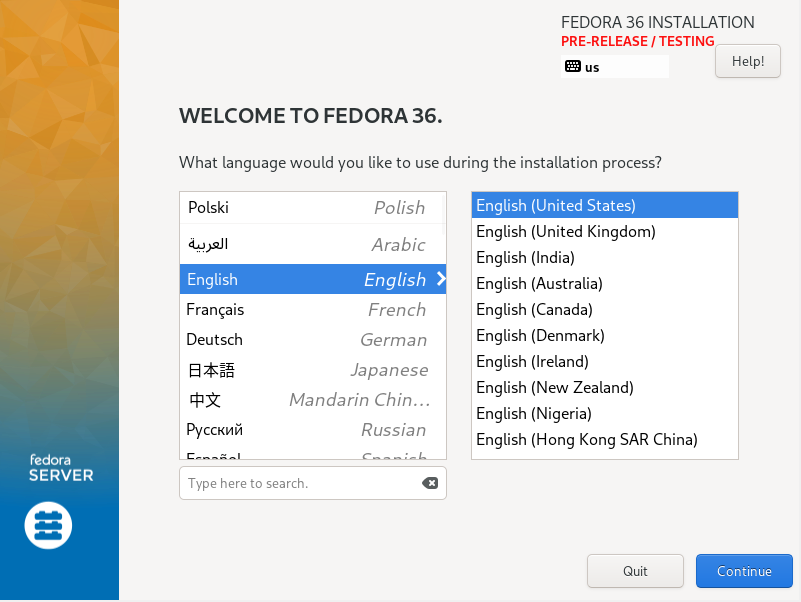 FEDORA 36 INSTALLATION
PRE-RELEASE / TESTING
us
Help!
WELCOME TO FEDORA 36.
What language would you like to use during the installation process?
Polski Polish
العربية Arabic
English English
Français French
Deutsch German
日本語 Japanese
中文 Mandarin Chin...
Русский Russian
Español Spanish
Type here to search.
English (United States)
English (United Kingdom)
English (India)
English (Australia)
English (Canada)
English (Denmark)
English (Ireland)
English (New Zealand)
English (Nigeria)
English (Hong Kong SAR China)
fedora
SERVER
Quit
Continue